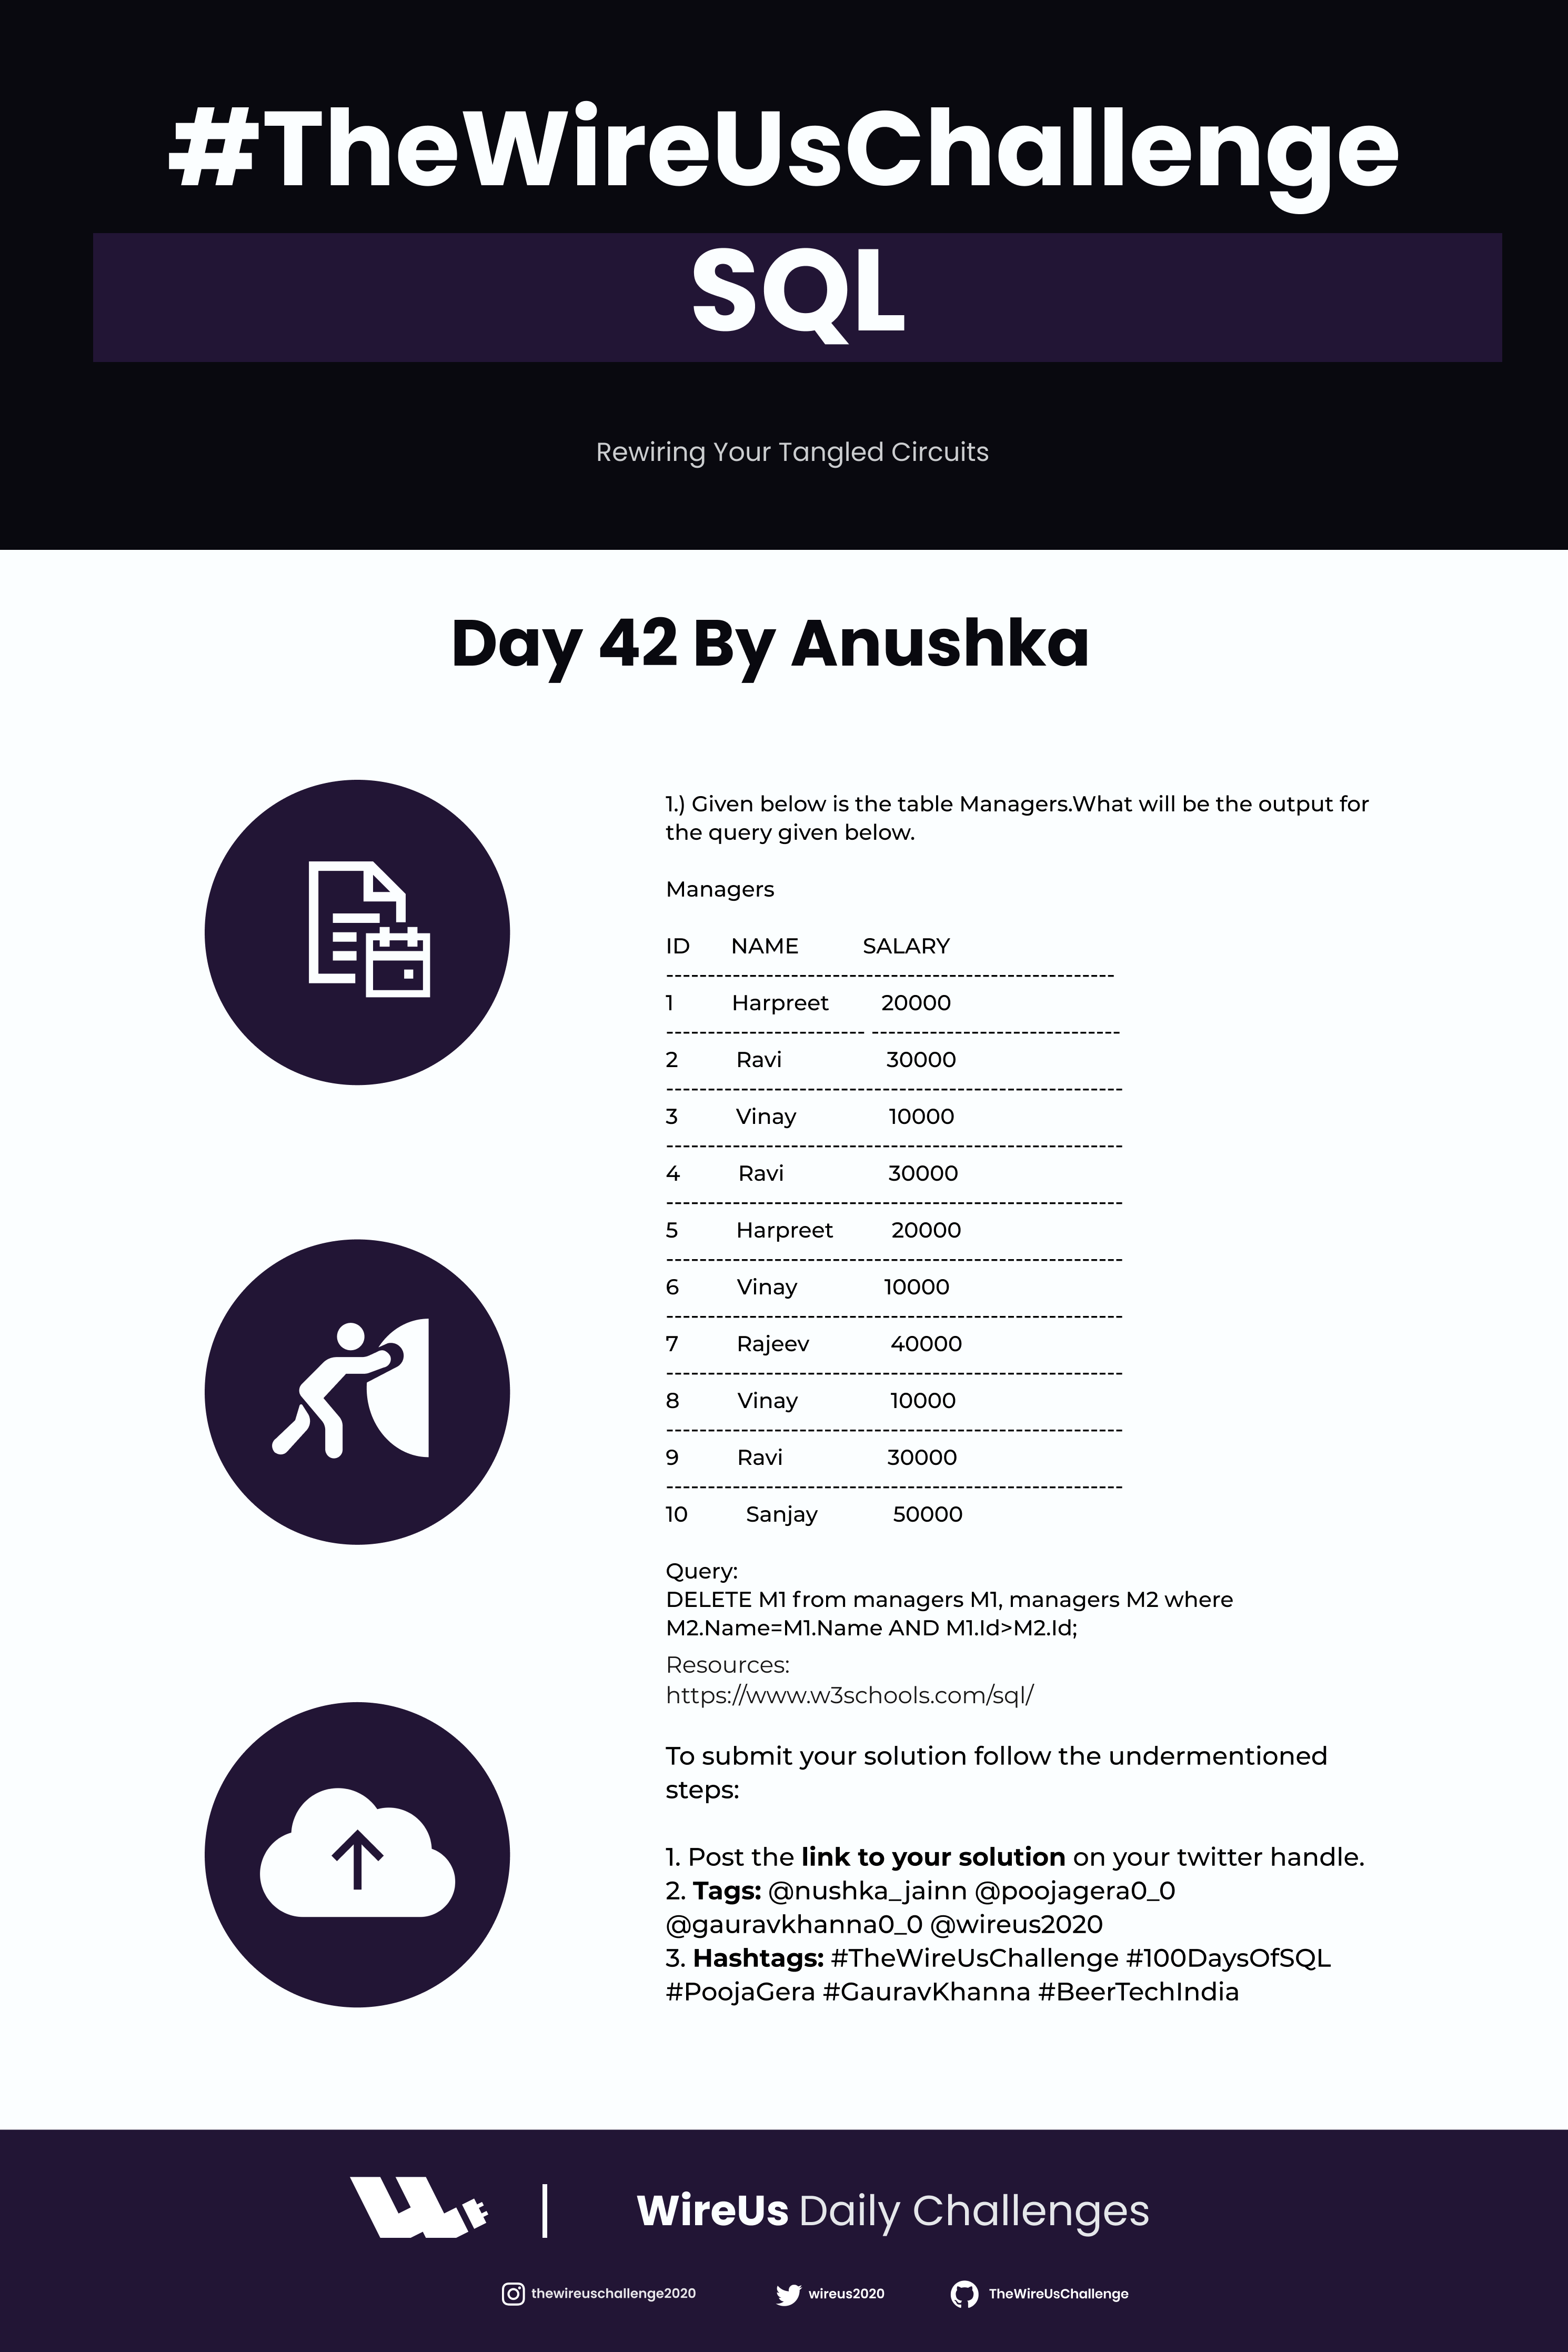 #TheWireUsChallenge
SQL
Rewiring Your Tangled Circuits
Day 42 By Anushka
1.) Given below is the table Managers.What will be the output for
the query given below.
Managers
ID NAME SALARY
------------------------------------------------------
1 Harpreet 20000
------------------------ ------------------------------
2 Ravi 30000
-------------------------------------------------------
3 Vinay 10000
-------------------------------------------------------
4 Ravi 30000
-------------------------------------------------------
5 Harpreet 20000
-------------------------------------------------------
6 Vinay 10000
-------------------------------------------------------
7 Rajeev 40000
-------------------------------------------------------
8 Vinay 10000
-------------------------------------------------------
9 Ravi 30000
-------------------------------------------------------
10 Sanjay 50000
Query:
DELETE M1 from managers M1, managers M2 where
M2.Name=M1.Name AND M1.Id>M2.Id;
Resources:
https://www.w3schools.com/sql/
To submit your solution follow the undermentioned
steps:
1. Post the link to your solution on your twitter handle.
2. Tags: @nushka_jainn @poojagera0_0
@gauravkhanna0_0 @wireus2020
3. Hashtags: #TheWireUsChallenge #100DaysOfSQL
#PoojaGera #GauravKhanna #BeerTechIndia
WireUs Daily Challenges
thewireuschallenge2020 wireus2020 TheWireUsChallenge